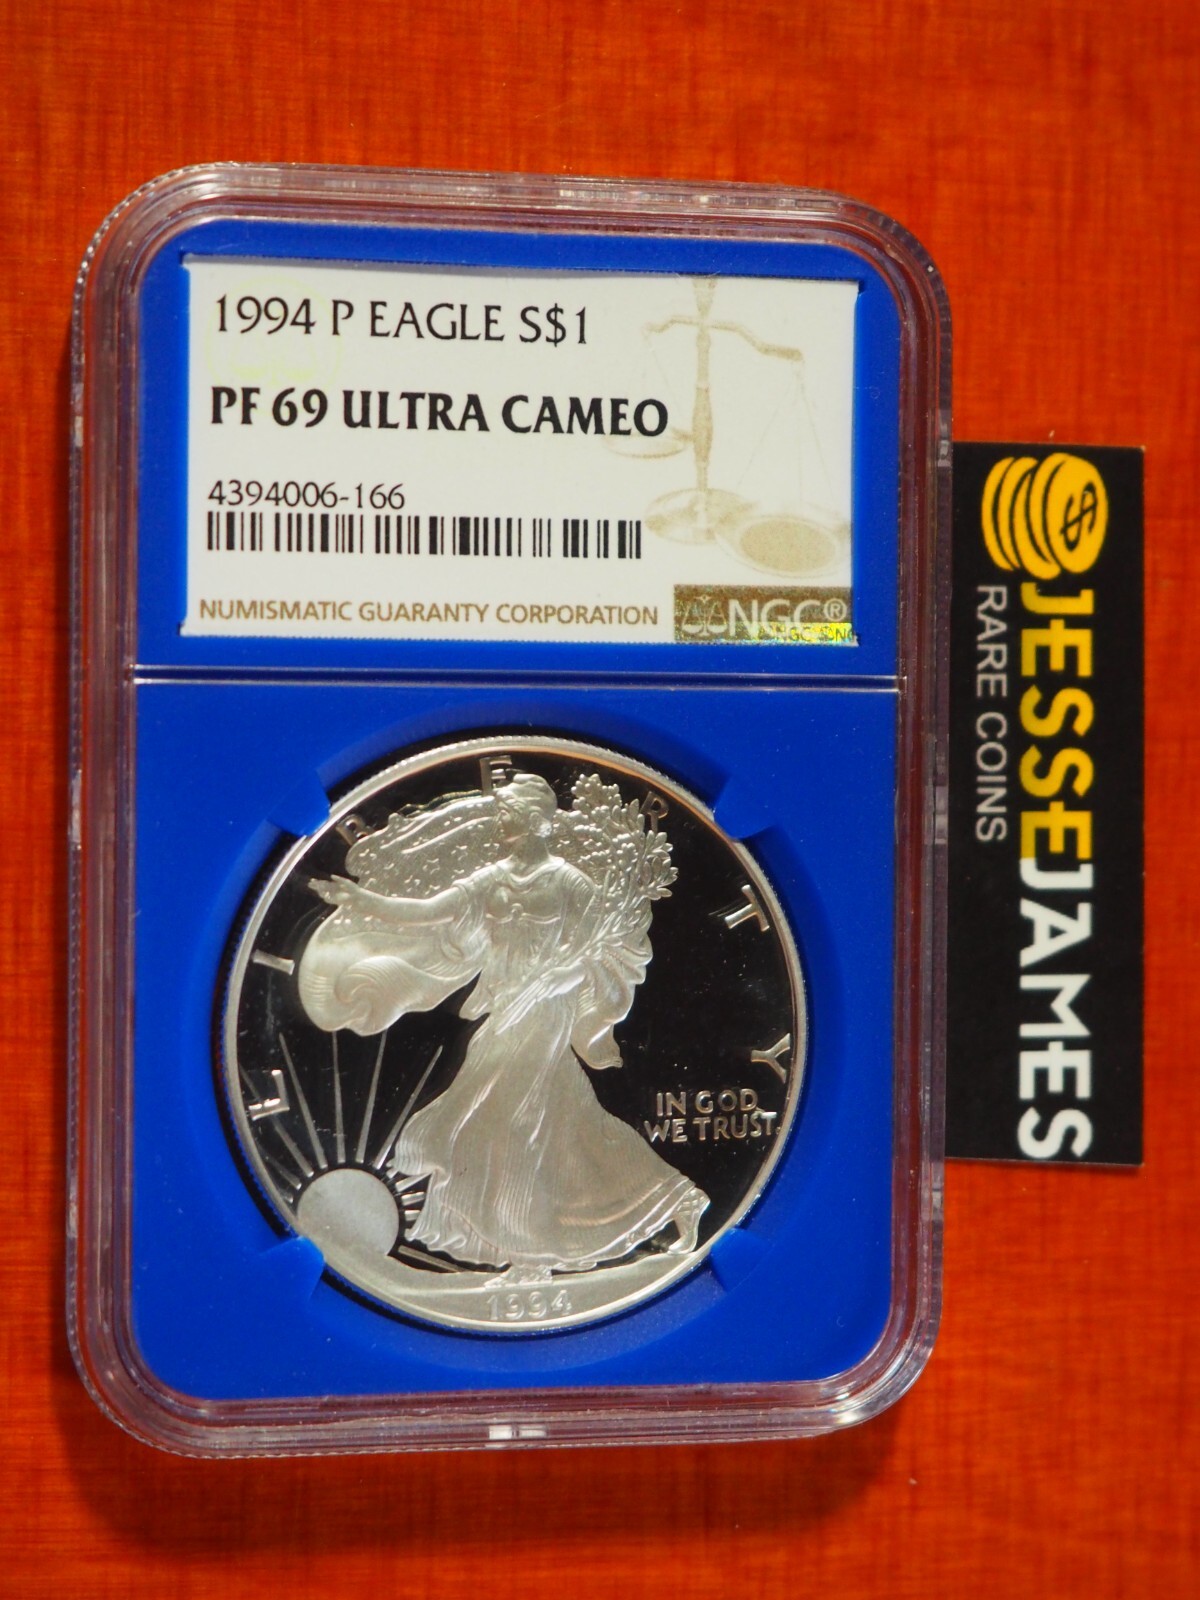 1994 P EAGLE S$1
PF 69 ULTRA CAMEO
4394006-166
NUMISMATIC GUARANTY CORPORATION
NGC®
NGC
LIBERTY
IN GOD
WE TRUST
1994
$
JESSEJAMES
RARE COINS